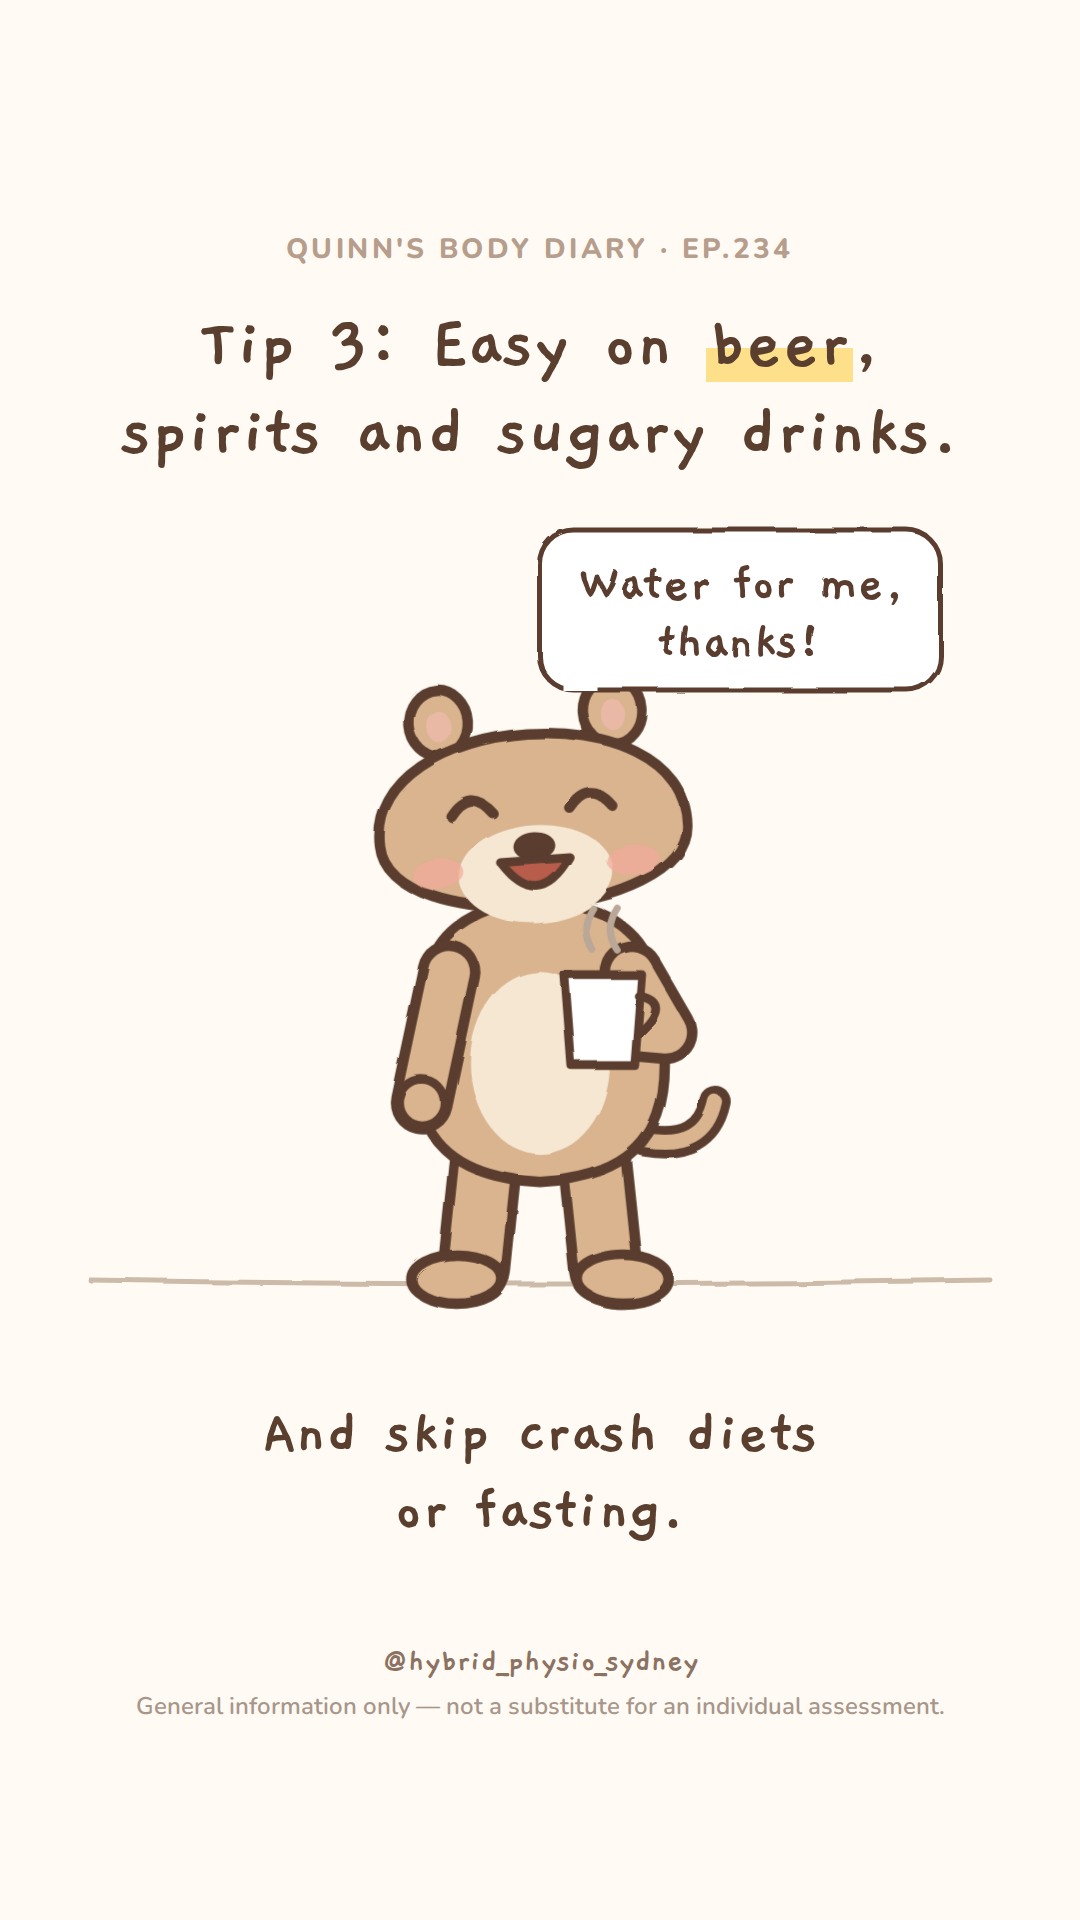 QUINN'S BODY DIARY · EP.234
Tip 3: Easy on beer,
spirits and sugary drinks.
Water for me,
thanks!
And skip crash diets
or fasting.
@hybrid_physio_sydney
General information only — not a substitute for an individual assessment.